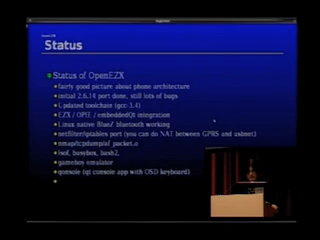 Status
Status of OpenEZX
fairly good picture about phone architecture
initial 2.6.14 port done, still lots of bugs
Updated toolchain (gcc-3.4)
EZX / OPIE / embeddedQt integration
Linux native bluez bluetooth working
netfilter/iptables port (you can do NAT between GPRS and usbnet)
nmap/tcpdump/af_packet.o
lsof, busybox, bash2,
gameboy emulator
qonsole (qt console app with OSD keyboard)